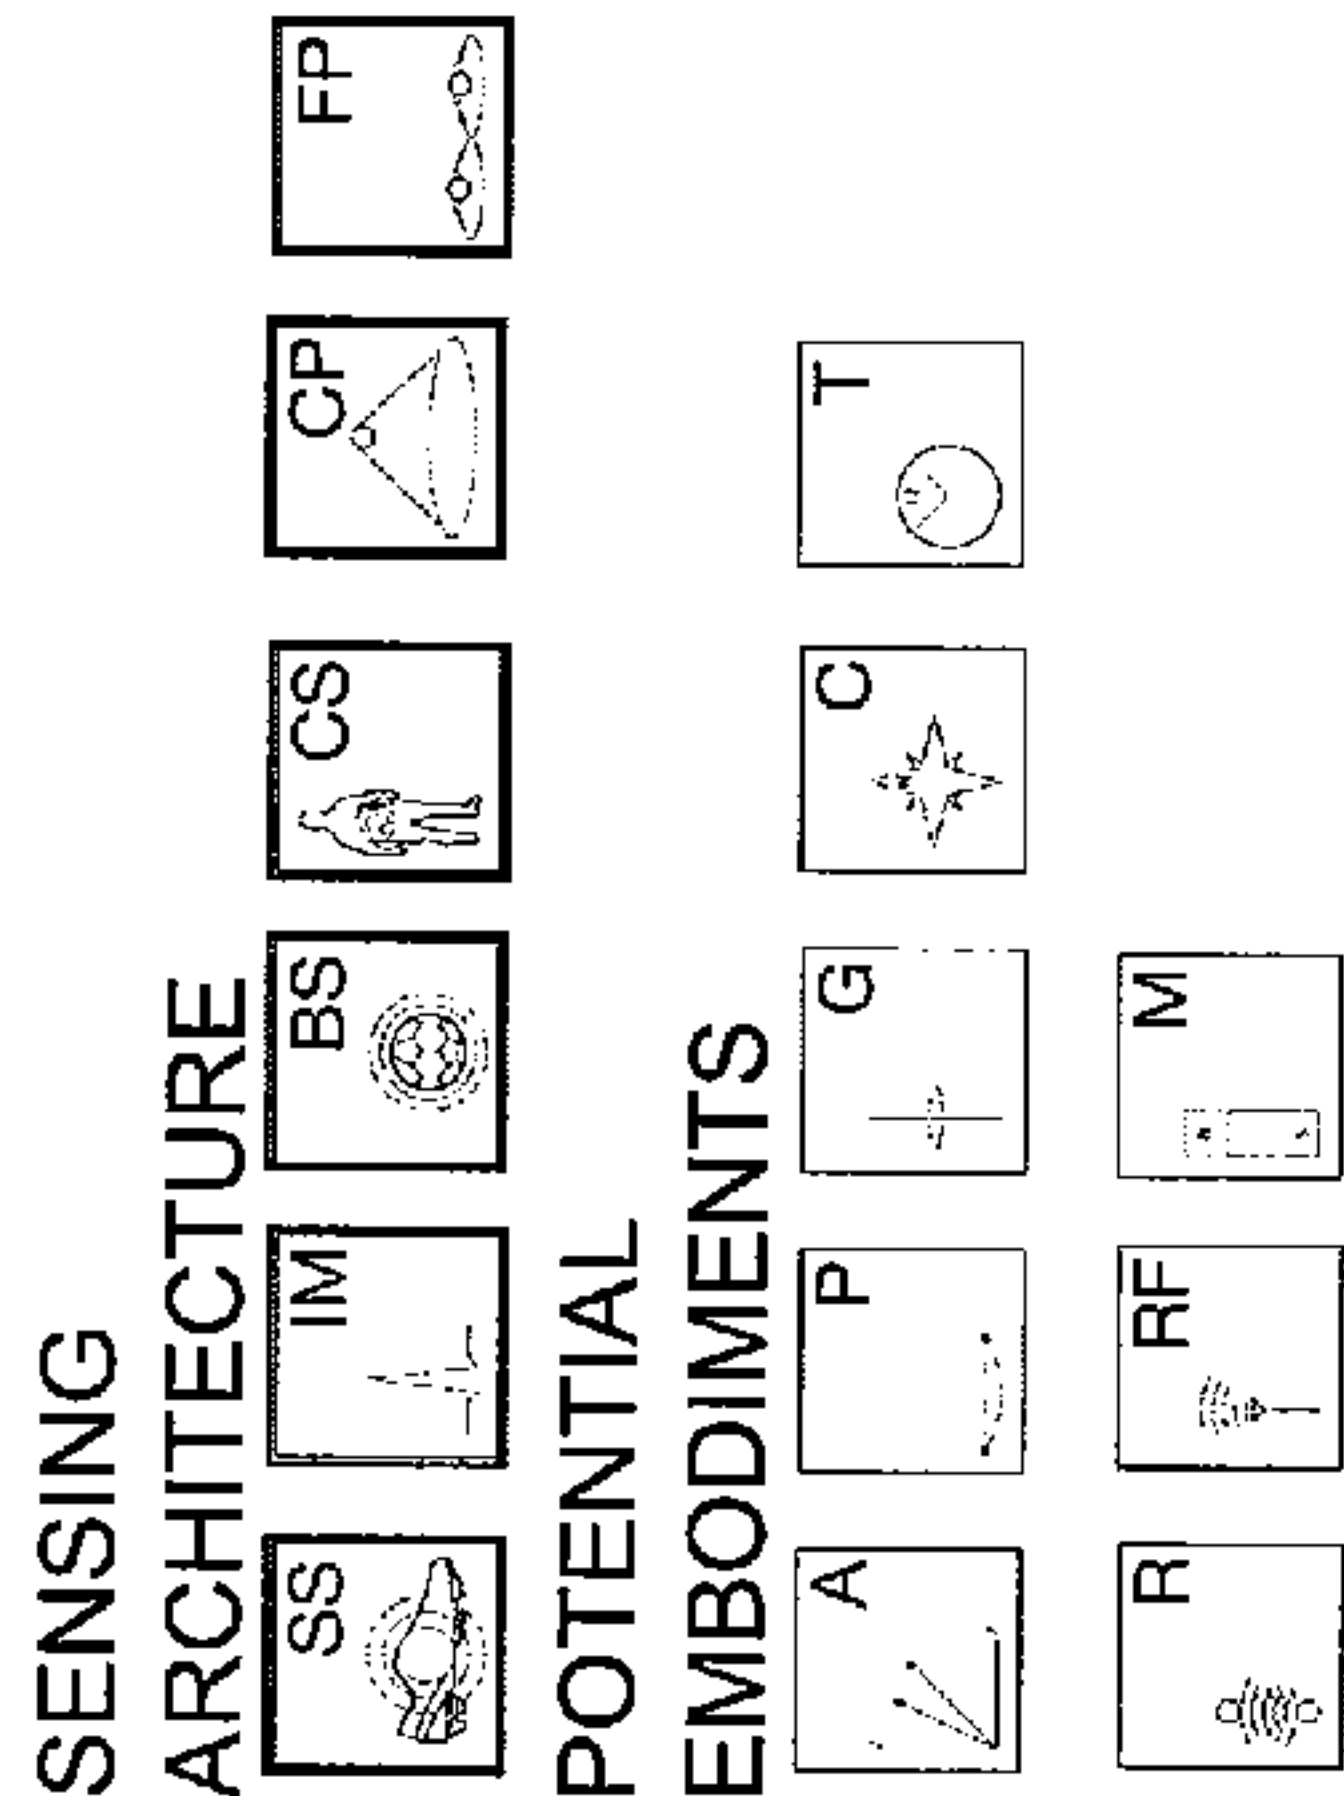 SENSING
ARCHITECTURE
SS IM BS CS CP FP
POTENTIAL
EMBODIMENTS
A P G C T
R RF M